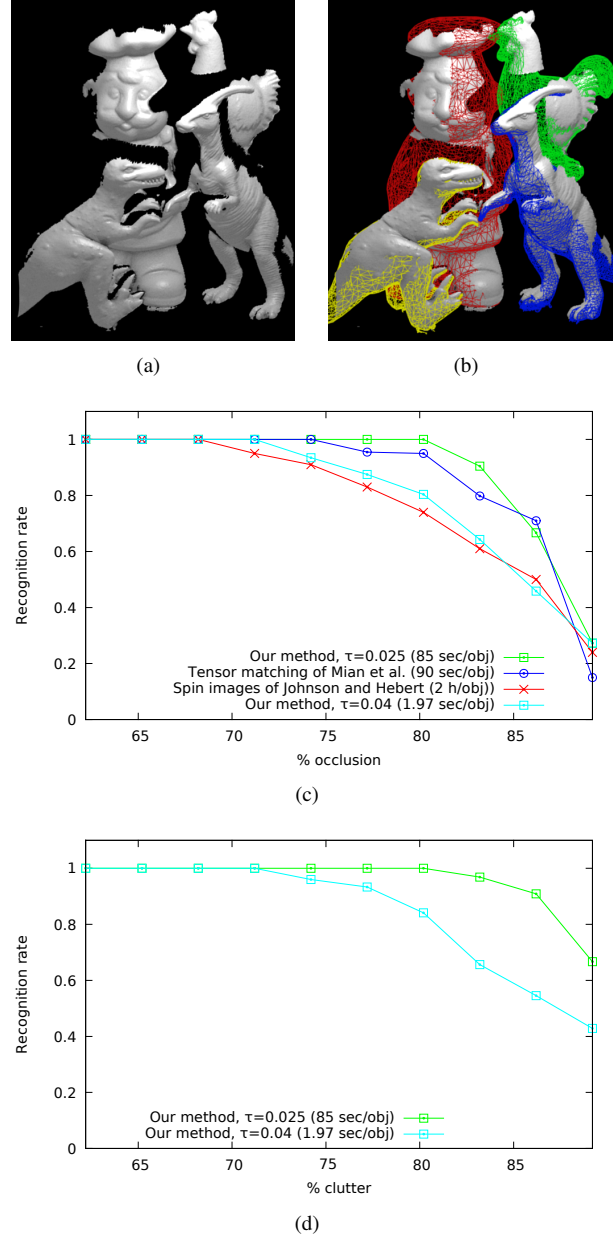 (a)
(b)
1
0.8
0.6
0.4
0.2
0
Recognition rate
Our method, τ=0.025 (85 sec/obj)
Tensor matching of Mian et al. (90 sec/obj)
Spin images of Johnson and Hebert (2 h/obj))
Our method, τ=0.04 (1.97 sec/obj)
65
70
75
80
85
% occlusion
(c)
1
0.8
0.6
0.4
0.2
0
Recognition rate
Our method, τ=0.025 (85 sec/obj)
Our method, τ=0.04 (1.97 sec/obj)
65
70
75
80
85
% clutter
(d)